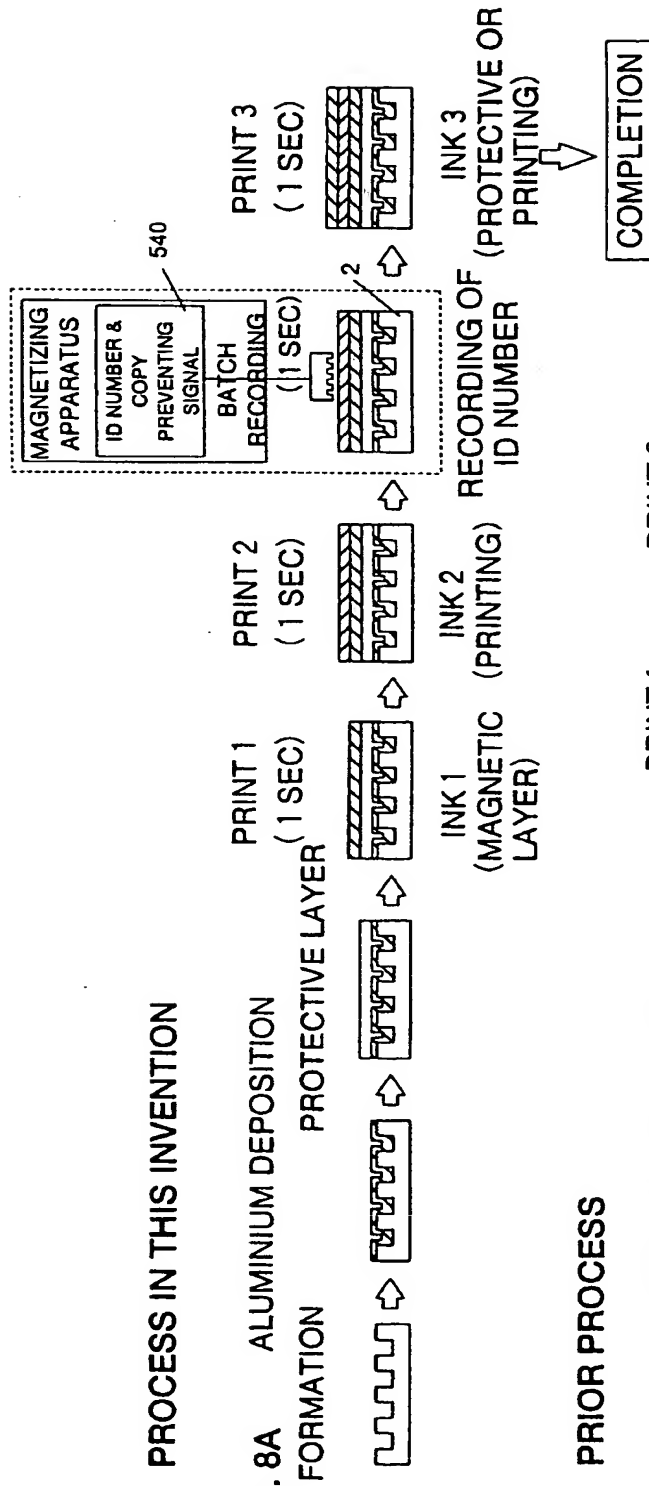 PROCESS IN THIS INVENTION
. 8A
FORMATION
ALUMINIUM DEPOSITION
PROTECTIVE LAYER
PRINT 1
(1 SEC)
INK 1
(MAGNETIC
LAYER)
PRINT 2
(1 SEC)
INK 2
(PRINTING)
MAGNETIZING
APPARATUS
ID NUMBER &
COPY
PREVENTING
SIGNAL
BATCH
RECORDING
(1 SEC)
540
2
RECORDING OF
ID NUMBER
PRINT 3
(1 SEC)
INK 3
(PROTECTIVE OR
PRINTING)
COMPLETION
PRIOR PROCESS